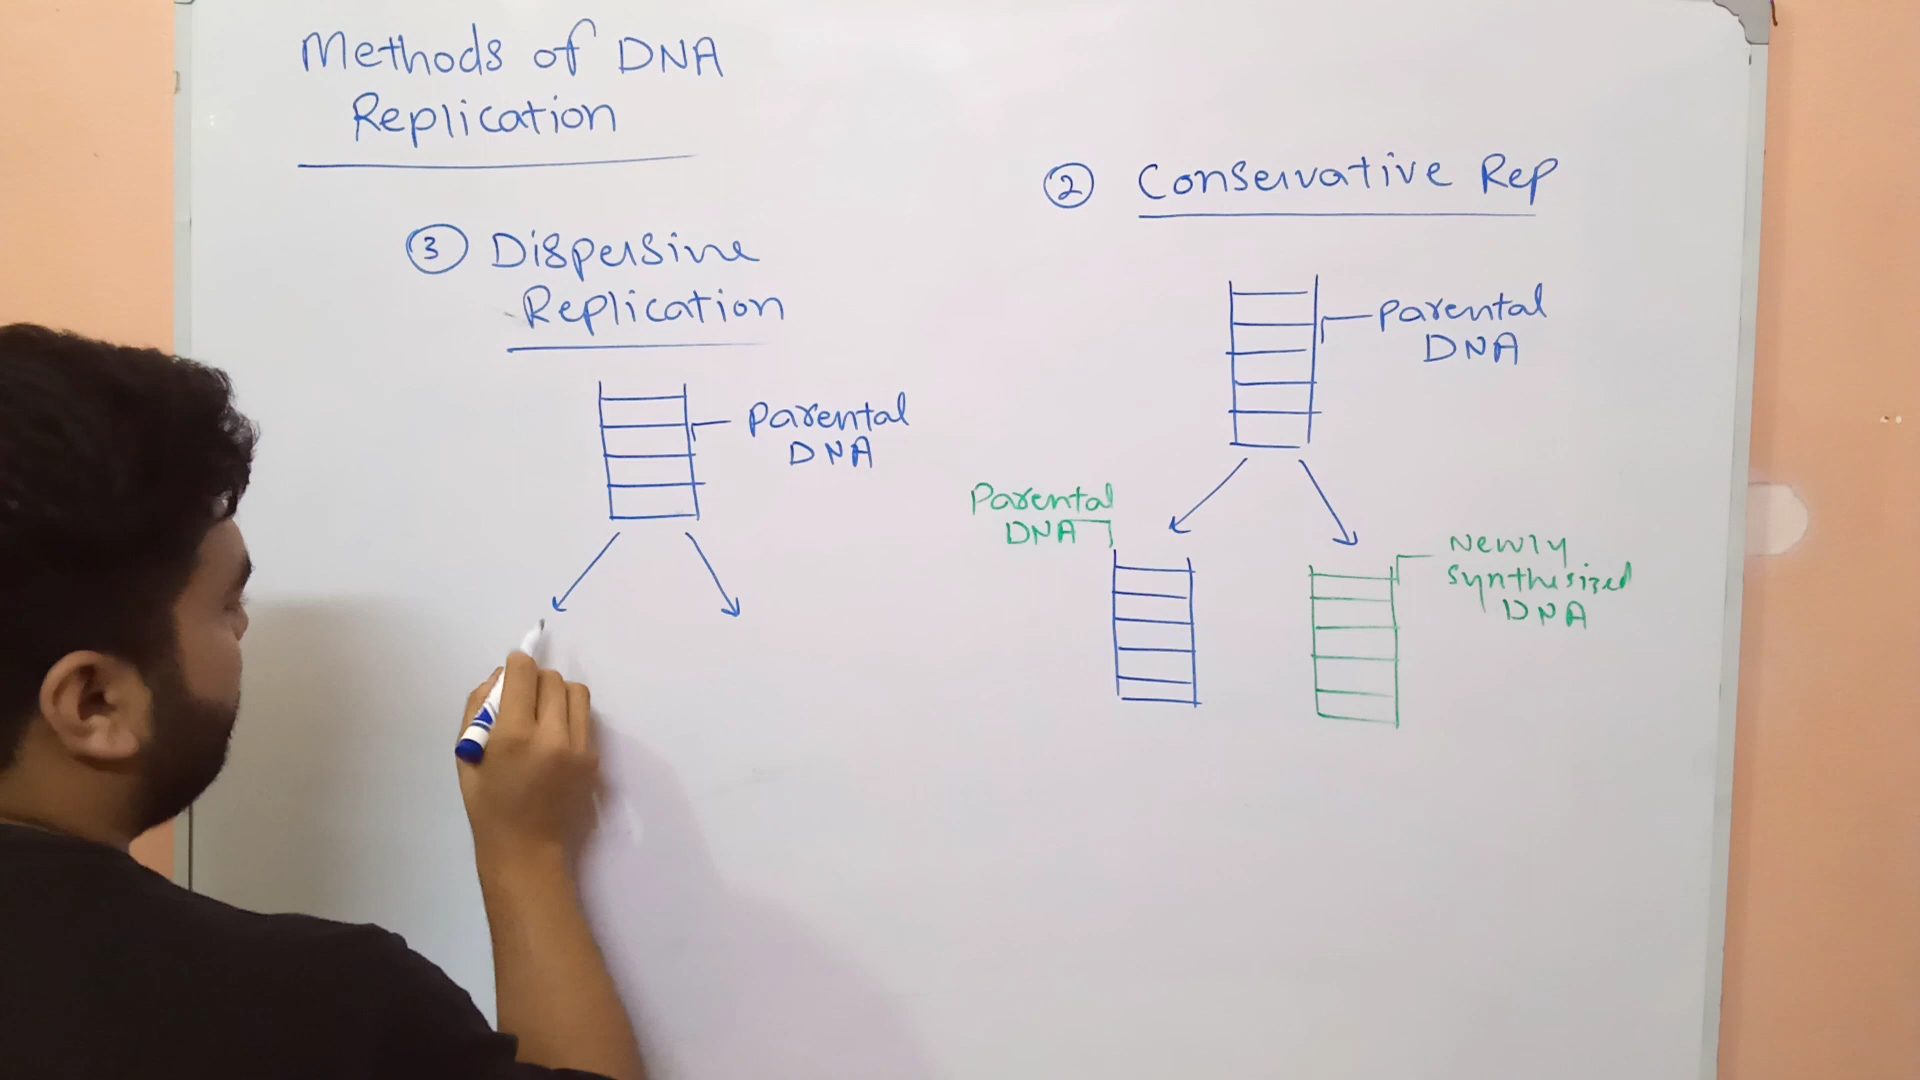 Methods of DNA
Replication
③ Dispersive
Replication
Parental
DNA
② Conservative Rep
Parental
DNA
Parental
DNA
Newly
synthesized
DNA